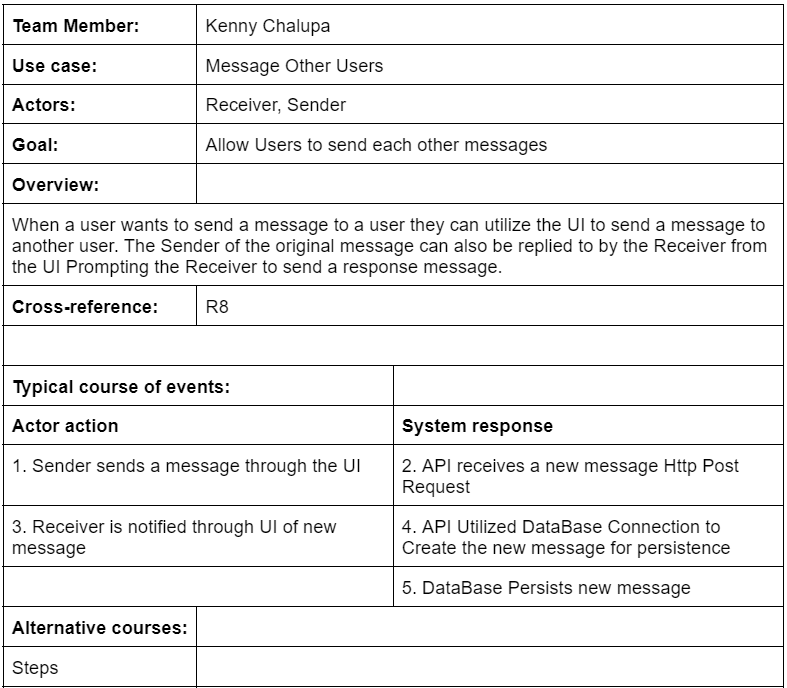 Team Member: Kenny Chalupa
Use case: Message Other Users
Actors: Receiver, Sender
Goal: Allow Users to send each other messages
Overview:
When a user wants to send a message to a user they can utilize the UI to send a message to
another user. The Sender of the original message can also be replied to by the Receiver from
the UI Prompting the Receiver to send a response message.
Cross-reference: R8
Typical course of events:
Actor action System response
1. Sender sends a message through the UI
2. API receives a new message Http Post
Request
3. Receiver is notified through UI of new
message
4. API Utilized DataBase Connection to
Create the new message for persistence
5. DataBase Persists new message
Alternative courses:
Steps